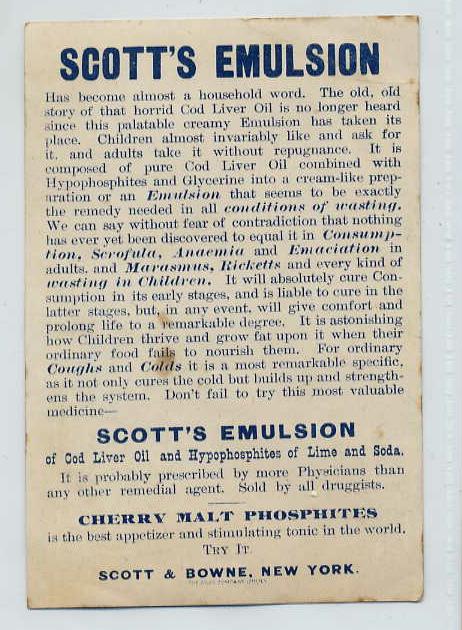 SCOTT'S EMULSION
Has become almost a household word. The old, old
story of that horrid Cod Liver Oil is no longer heard
since this palatable creamy Emulsion has taken its
place. Children almost invariably like and ask for
it, and adults take it without repugnance. It is
composed of pure Cod Liver Oil combined with
Hypophosphites and Glycerine into a cream-like prep-
aration or an Emulsion that seems to be exactly
the remedy needed in all conditions of wasting.
We can say without fear of contradiction that nothing
has ever yet been discovered to equal it in Consump-
tion, Scrofula, Anaemia and Emaciation in
adults, and Marasmus, Ricketts and every kind of
wasting in Children. It will absolutely cure Con-
sumption in its early stages, and is liable to cure in the
latter stages, but, in any event, will give comfort and
prolong life to a remarkable degree. It is astonishing
how Children thrive and grow fat upon it when their
ordinary food fails to nourish them. For ordinary
Coughs and Colds it is a most remarkable specific,
as it not only cures the cold but builds up and strength-
ens the system. Don't fail to try this most valuable
medicine—
SCOTT'S EMULSION
of Cod Liver Oil and Hypophosphites of Lime and Soda.
It is probably prescribed by more Physicians than
any other remedial agent. Sold by all druggists.
CHERRY MALT PHOSPHITES
is the best appetizer and stimulating tonic in the world.
TRY IT.
SCOTT & BOWNE, NEW YORK.